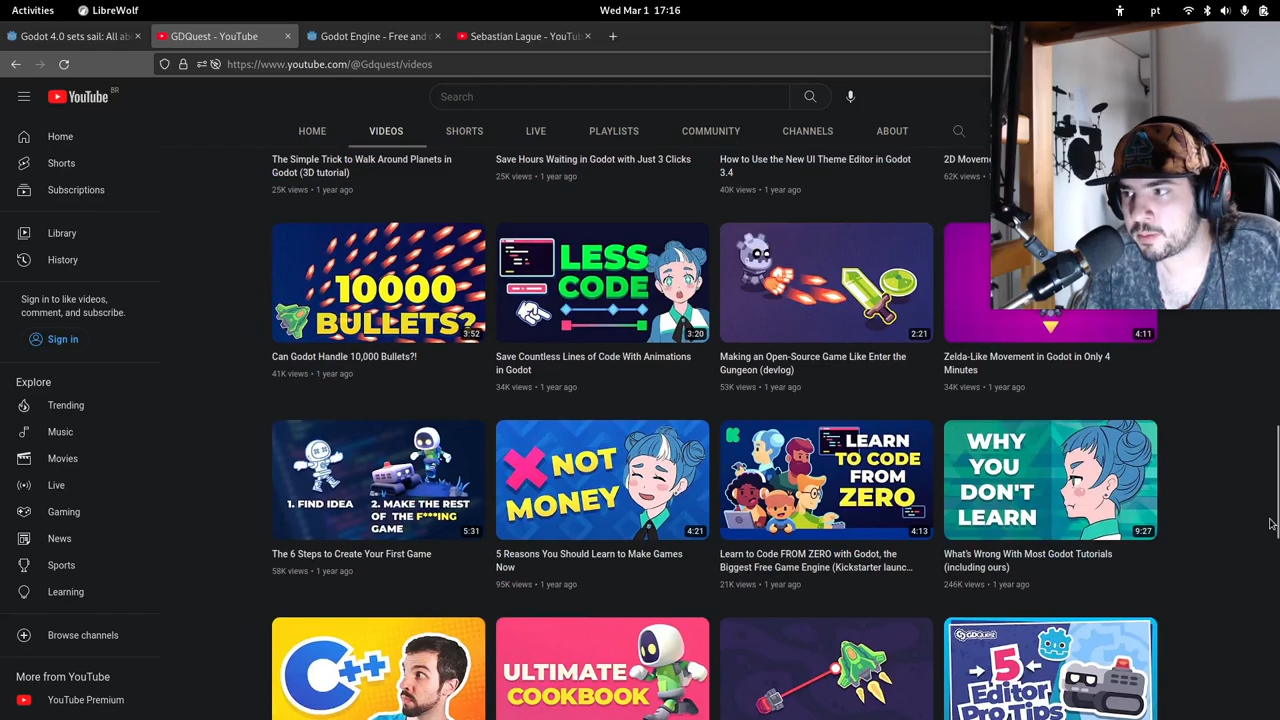 Activities
LibreWolf
Wed Mar 1 17:16
pt
Godot 4.0 sets sail: All ab
GDQuest - YouTube
Godot Engine - Free and o
Sebastian Lague - YouTub
https://www.youtube.com/@Gdquest/videos
YouTube BR
Search
Home
Shorts
Subscriptions
Library
History
Sign in to like videos,
comment, and subscribe.
Sign in
Explore
Trending
Music
Movies
Live
Gaming
News
Sports
Learning
Browse channels
More from YouTube
YouTube Premium
HOME
VIDEOS
SHORTS
LIVE
PLAYLISTS
COMMUNITY
CHANNELS
ABOUT
The Simple Trick to Walk Around Planets in
Godot (3D tutorial)
25K views • 1 year ago
Save Hours Waiting in Godot with Just 3 Clicks
25K views • 1 year ago
How to Use the New UI Theme Editor in Godot
3.4
40K views • 1 year ago
2D Movem
62K views
10000
BULLETS?
3:52
Can Godot Handle 10,000 Bullets?!
41K views • 1 year ago
LESS
CODE
3:20
Save Countless Lines of Code With Animations
in Godot
34K views • 1 year ago
2:21
Making an Open-Source Game Like Enter the
Gungeon (devlog)
53K views • 1 year ago
4:11
Zelda-Like Movement in Godot in Only 4
Minutes
34K views • 1 year ago
1. FIND IDEA
2. MAKE THE REST
OF THE F***ING
GAME
5:31
The 6 Steps to Create Your First Game
58K views • 1 year ago
NOT
MONEY
4:21
5 Reasons You Should Learn to Make Games
Now
95K views • 1 year ago
LEARN
TO CODE
FROM
ZERO
4:13
Learn to Code FROM ZERO with Godot, the
Biggest Free Game Engine (Kickstarter launc...
21K views • 1 year ago
WHY
YOU
DON'T
LEARN
9:27
What's Wrong With Most Godot Tutorials
(including ours)
246K views • 1 year ago
C++
ULTIMATE
COOKBOOK
GDQuest
5
Editor
Pro Tips